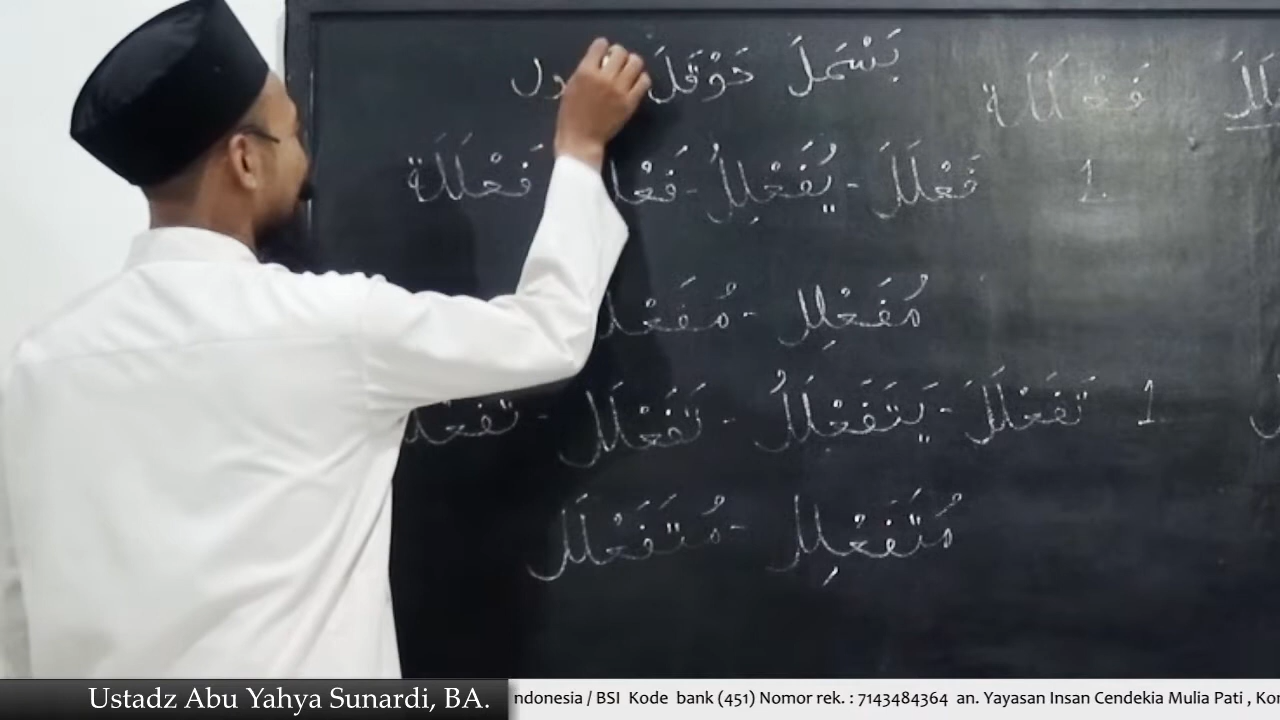 بَسْمَلَ حَوْقَلَ
فَعْلَلَة
1. فَعْلَلَ - يُفَعْلِلُ - فَعْلَلَة
مُفَعْلِل - مُفَعْلَل
1 تَفَعْلَلَ - يَتَفَعْلَلُ - تَفَعْلَل - تَفَعْلُل
مُتَفَعْلِل - مُتَفَعْلَل
Ustadz Abu Yahya Sunardi, BA.
ndonesia / BSI Kode bank (451) Nomor rek. : 7143484364 an. Yayasan Insan Cendekia Mulia Pati , Ko